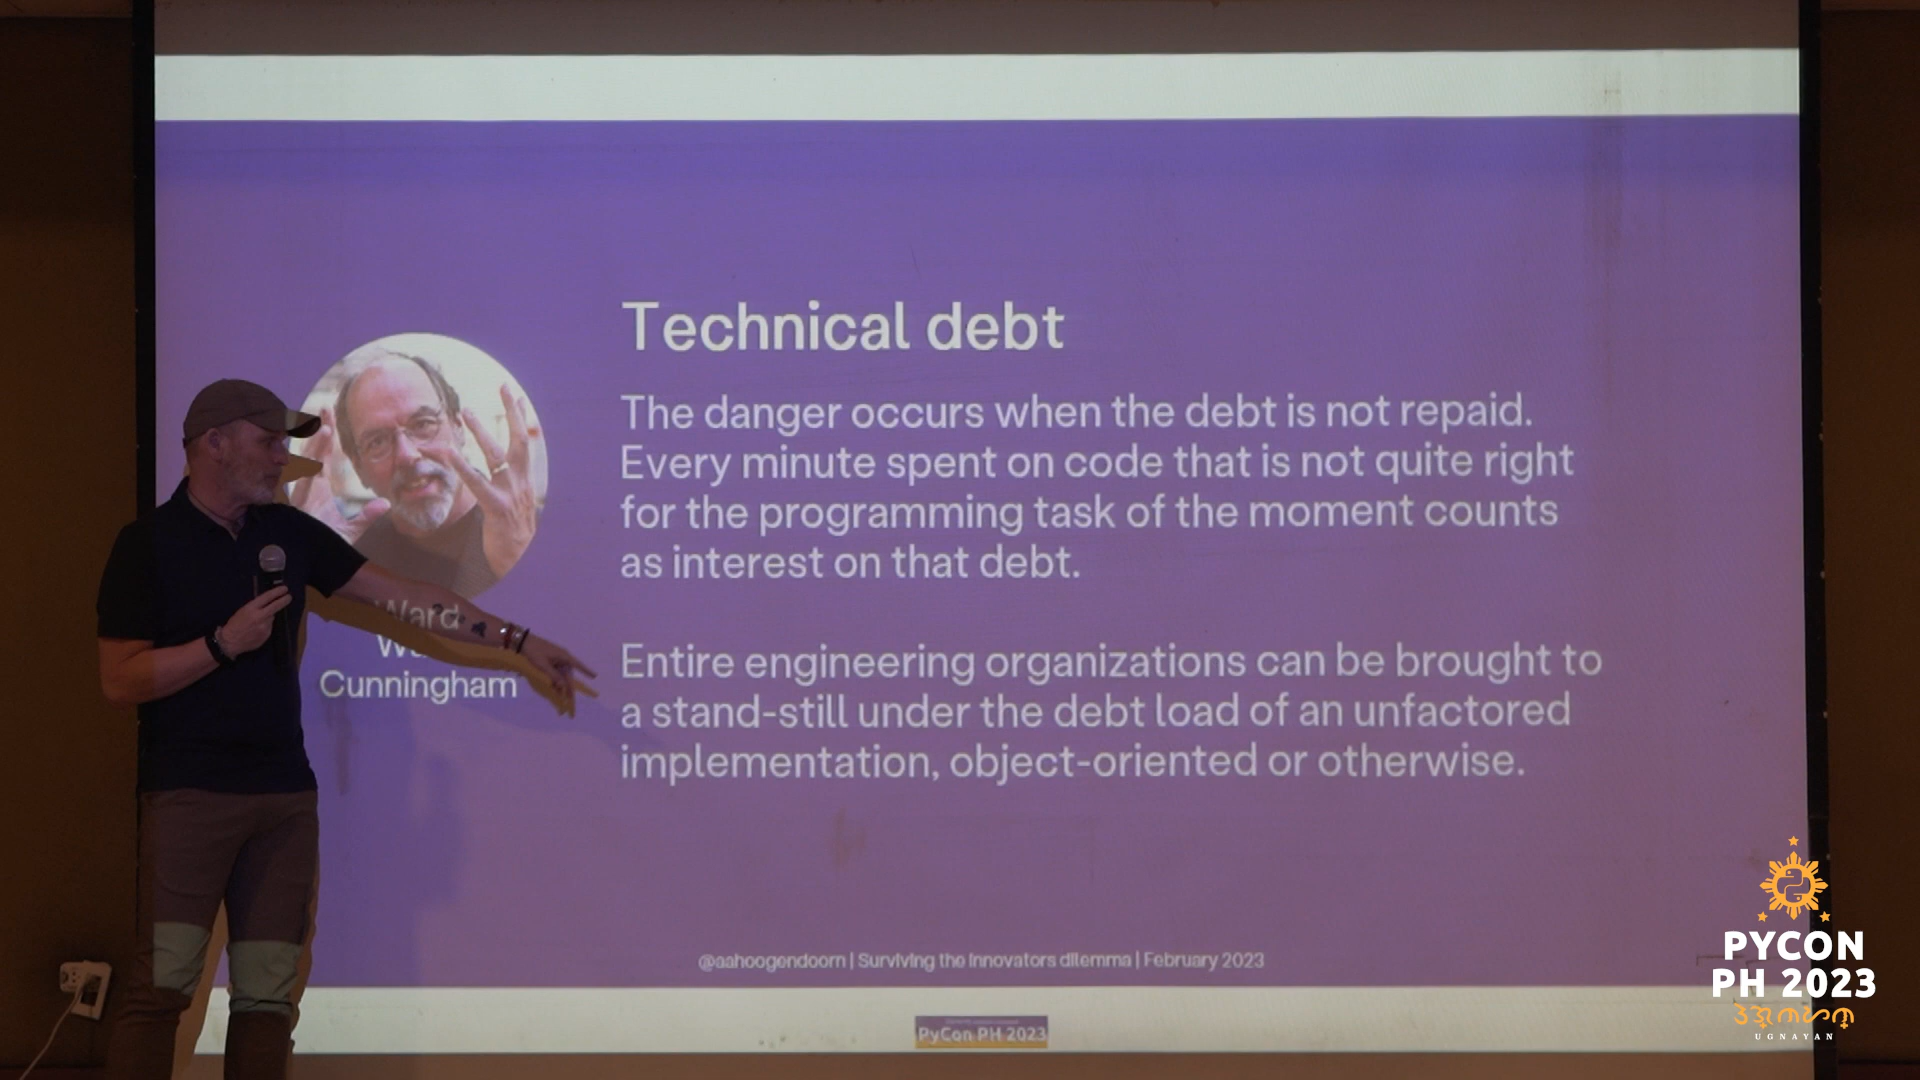 Technical debt
The danger occurs when the debt is not repaid.
Every minute spent on code that is not quite right
for the programming task of the moment counts
as interest on that debt.
Entire engineering organizations can be brought to
a stand-still under the debt load of an unfactored
implementation, object-oriented or otherwise.
Ward
Cunningham
@aahoogendoorn | Surviving the innovators dilemma | February 2023
PyCon PH 2023
PYCON
PH 2023
UGNAYAN